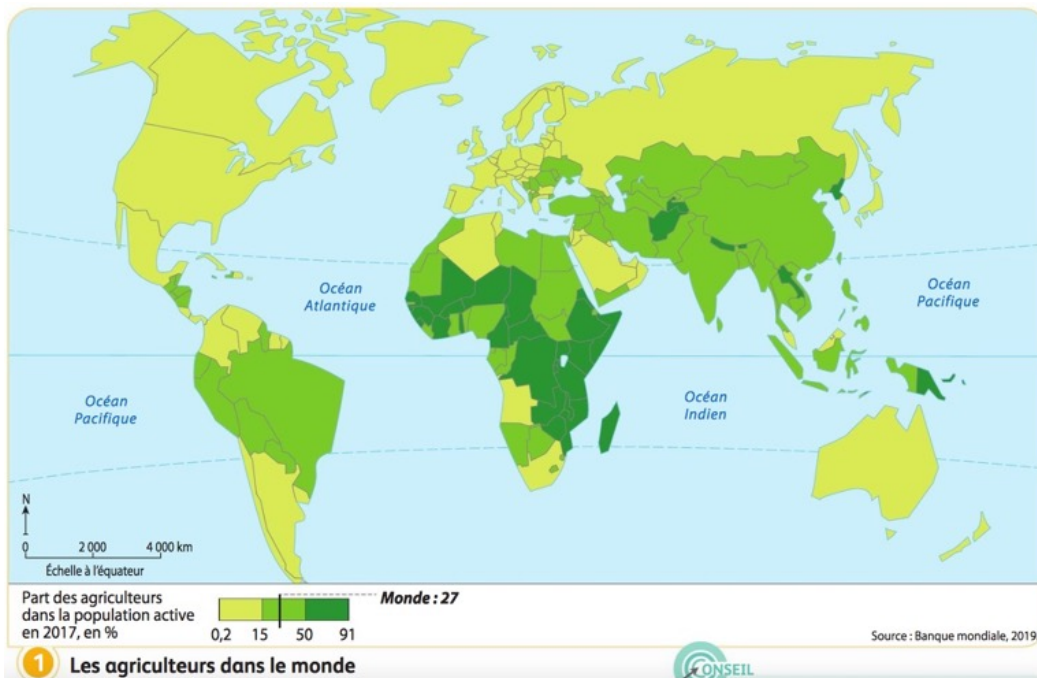 Océan
Atlantique
Océan
Pacifique
Océan
Pacifique
Océan
Indien
N
0 2 000 4 000 km
Échelle à l'équateur
Part des agriculteurs
dans la population active
en 2017, en %
Monde : 27
0,2 15 50 91
Source : Banque mondiale, 2019
1 Les agriculteurs dans le monde
CONSEIL